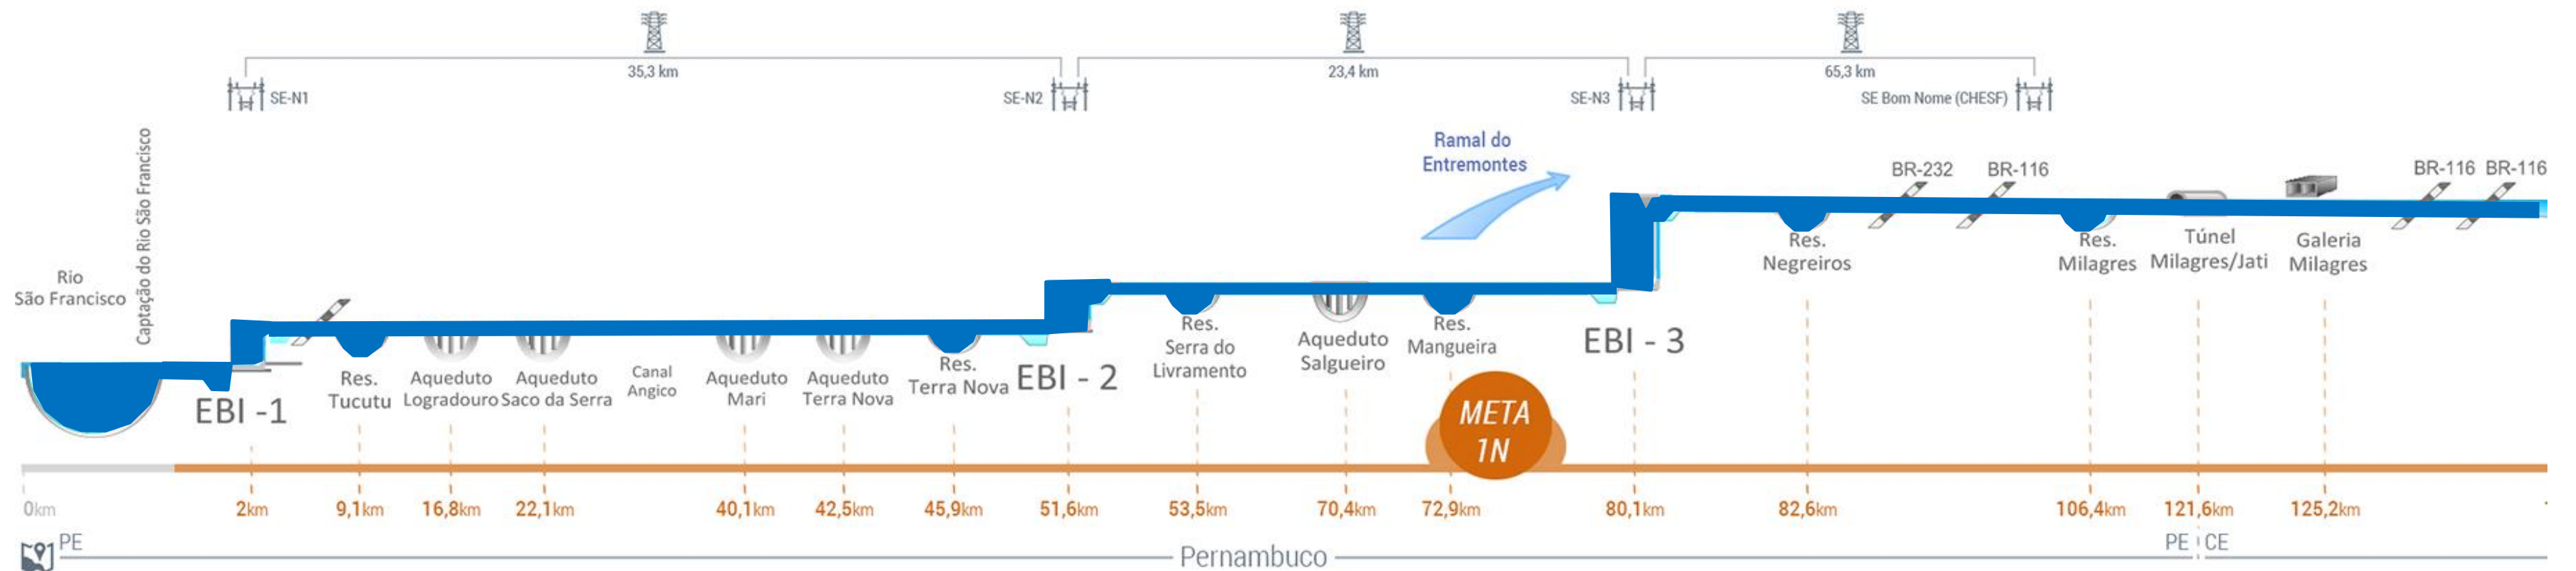 35,3 km
23,4 km
65,3 km
SE-N1
SE-N2
SE-N3
SE Bom Nome (CHESF)
Captação do Rio São Francisco
Ramal do
Entremontes
BR-232
BR-116
BR-116
BR-116
Rio
São Francisco
Res.
Negreiros
Res.
Milagres
Túnel
Milagres/Jati
Galeria
Milagres
EBI -1
Res.
Tucutu
Aqueduto
Logradouro
Aqueduto
Saco da Serra
Canal
Angico
Aqueduto
Mari
Aqueduto
Terra Nova
Res.
Terra Nova
EBI - 2
Res.
Serra do
Livramento
Aqueduto
Salgueiro
Res.
Mangueira
EBI - 3
META
1N
0km
2km
9,1km
16,8km
22,1km
40,1km
42,5km
45,9km
51,6km
53,5km
70,4km
72,9km
80,1km
82,6km
106,4km
121,6km
125,2km
PE
Pernambuco
PE
CE